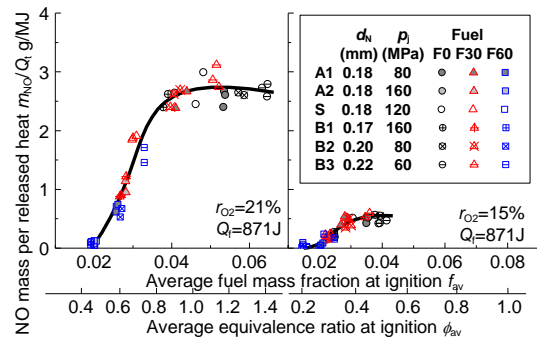 NO mass per released heat m_NO/Q_t g/MJ
4
3
2
1
0
d_N p_j Fuel
(mm) (MPa) F0 F30 F60
A1 0.18 80
A2 0.18 160
S 0.18 120
B1 0.17 160
B2 0.20 80
B3 0.22 60
r_O2=21%
Q_f=871J
r_O2=15%
Q_f=871J
0.02 0.04 0.06 0.02 0.04 0.06
Average fuel mass fraction at ignition f_av
0.4 0.6 0.8 1.0 1.2 1.4 0.2 0.4 0.6 0.8 1.0
Average equivalence ratio at ignition ϕ_av